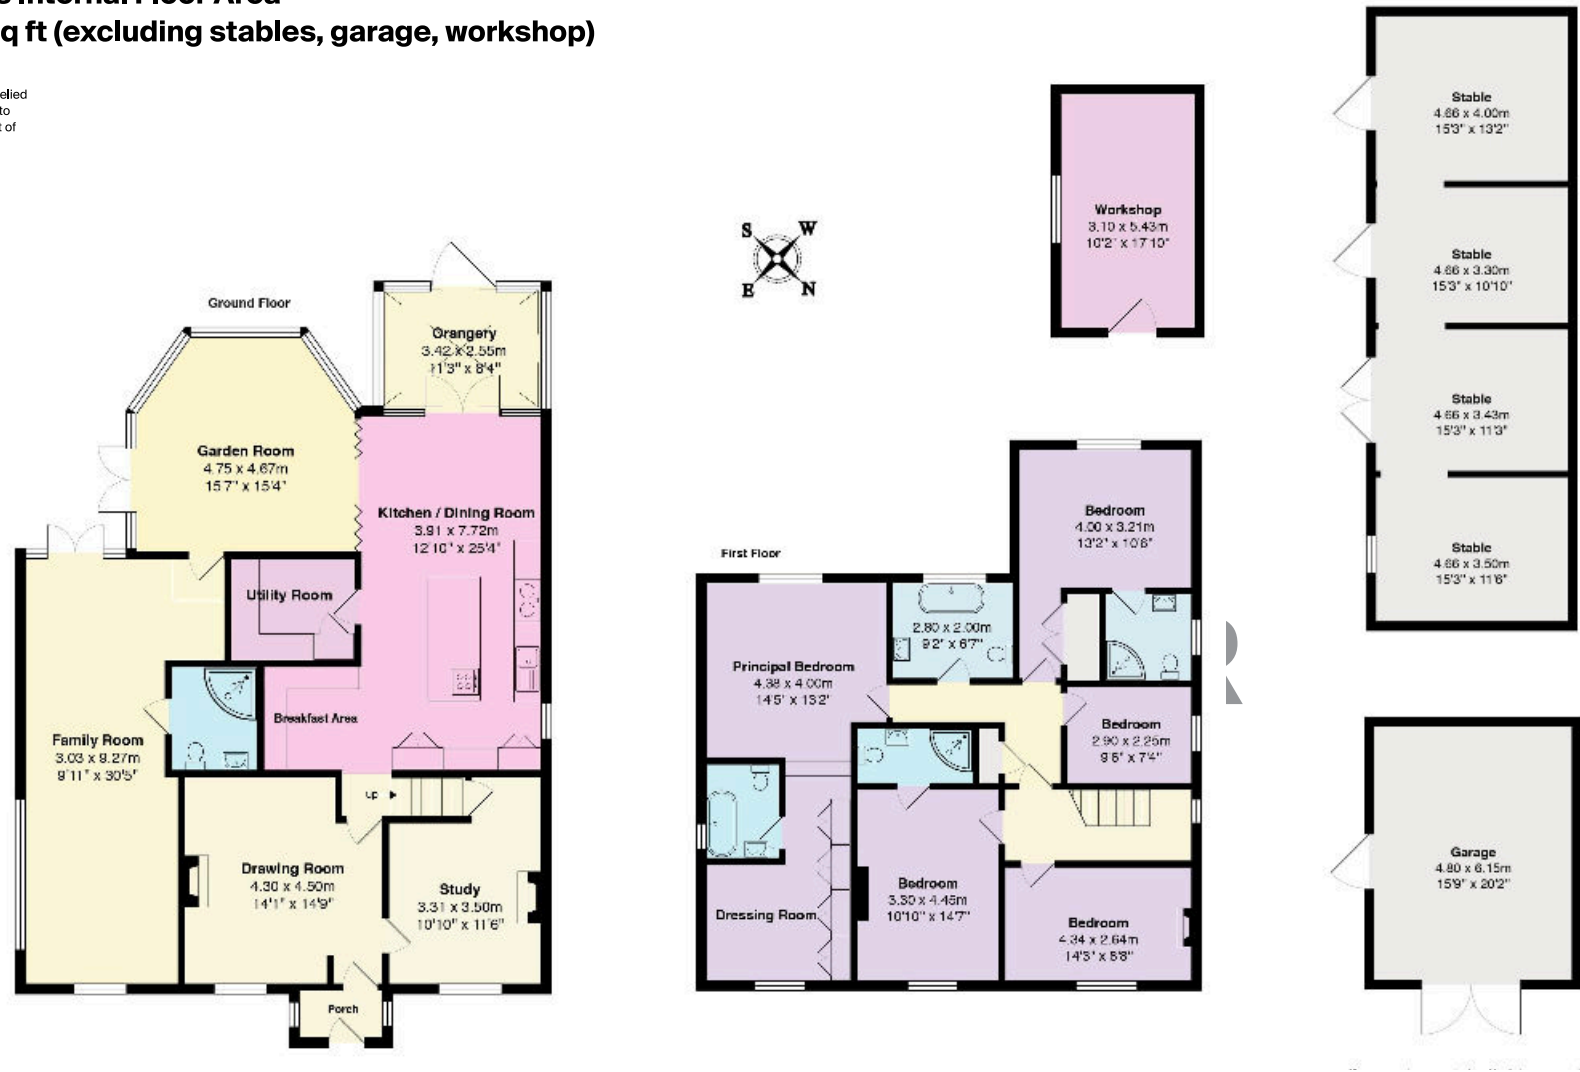 q ft (excluding stables, garage, workshop)
elied
to
t of
Ground Floor
Orangery
3.42 x 2.55m
11'3" x 8'4"
Garden Room
4.75 x 4.67m
15'7" x 15'4"
Kitchen / Dining Room
3.91 x 7.72m
12'10" x 25'4"
Utility Room
Breakfast Area
Family Room
3.03 x 9.27m
9'11" x 30'5"
up
Drawing Room
4.30 x 4.50m
14'1" x 14'9"
Study
3.31 x 3.50m
10'10" x 11'6"
Porch
S W
E N
First Floor
Bedroom
4.00 x 3.21m
13'2" x 10'6"
2.80 x 2.00m
9'2" x 6'7"
Principal Bedroom
4.38 x 4.00m
14'5" x 13'2"
Bedroom
2.90 x 2.25m
9'6" x 7'4"
Dressing Room
Bedroom
3.30 x 4.45m
10'10" x 14'7"
Bedroom
4.34 x 2.64m
14'3" x 8'8"
Workshop
3.10 x 5.43m
10'2" x 17'10"
Stable
4.66 x 4.00m
15'3" x 13'2"
Stable
4.66 x 3.30m
15'3" x 10'10"
Stable
4.66 x 3.43m
15'3" x 11'3"
Stable
4.66 x 3.50m
15'3" x 11'6"
R
Garage
4.80 x 6.15m
15'9" x 20'2"